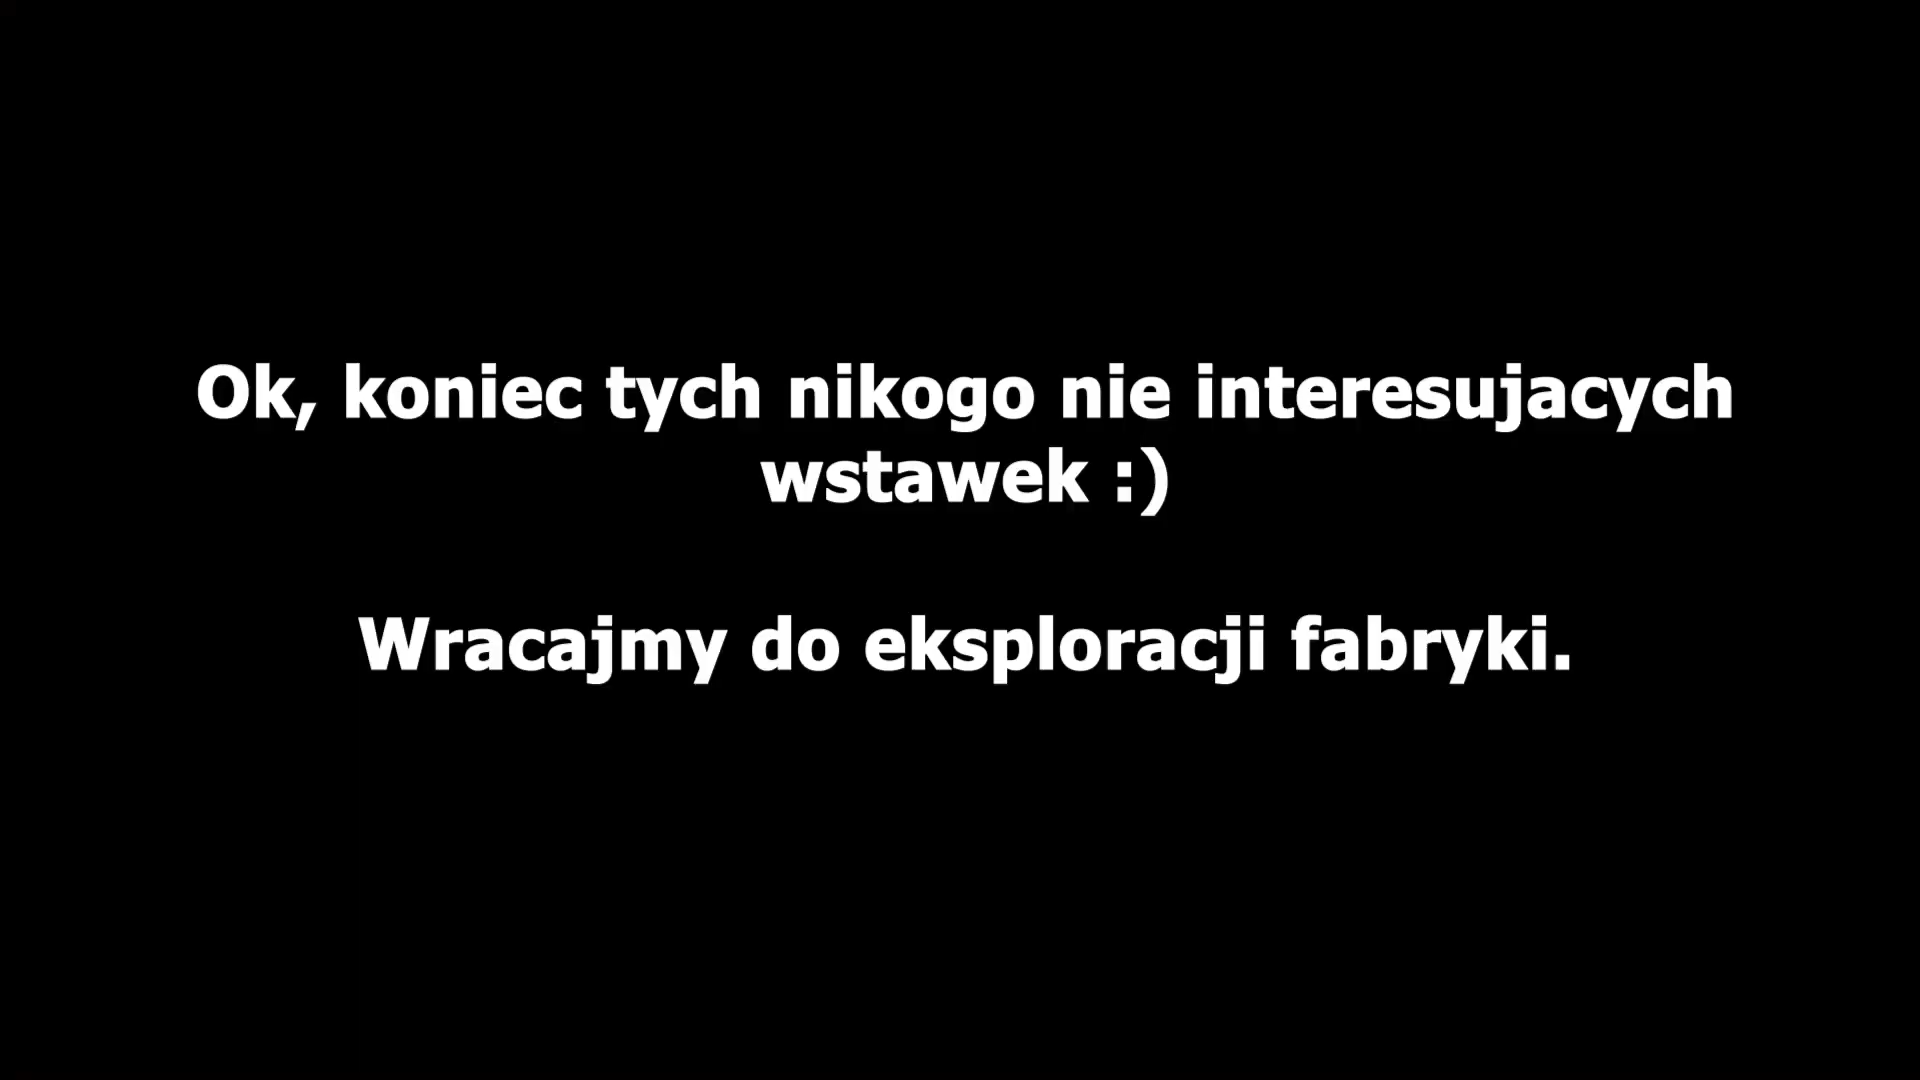 Ok, koniec tych nikogo nie interesujacych
wstawek :)
Wracajmy do eksploracji fabryki.